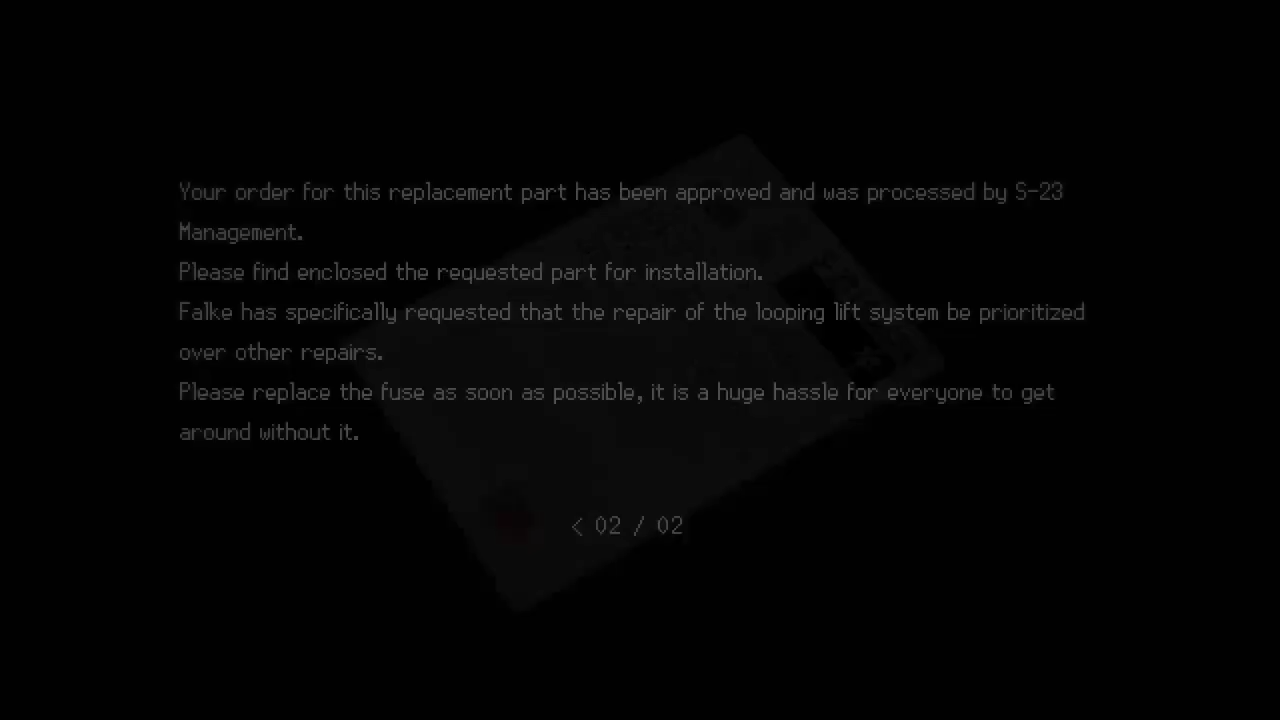 Your order for this replacement part has been approved and was processed by S-23
Management.
Please find enclosed the requested part for installation.
Falke has specifically requested that the repair of the looping lift system be prioritized
over other repairs.
Please replace the fuse as soon as possible, it is a huge hassle for everyone to get
around without it.
< 02 / 02